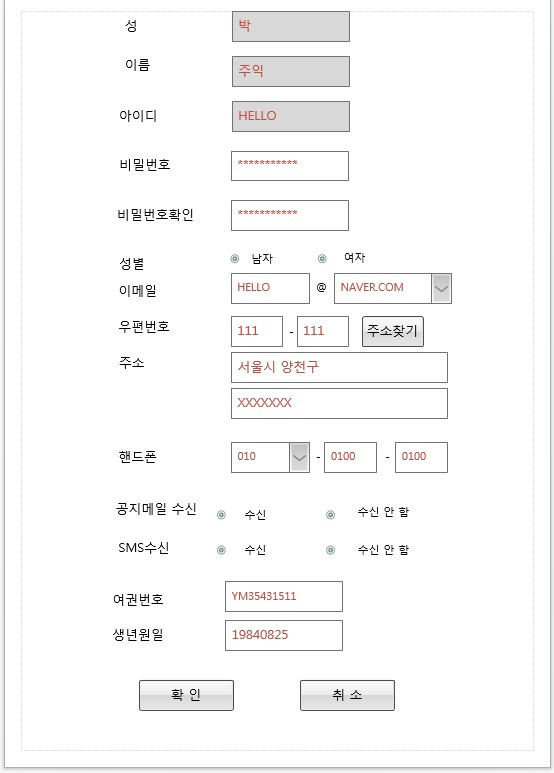 성 박
이름 주익
아이디 HELLO
비밀번호 ***********
비밀번호확인 ***********
성별 남자 여자
이메일 HELLO @ NAVER.COM
우편번호 111 - 111 주소찾기
주소 서울시 양천구
XXXXXXX
핸드폰 010 - 0100 - 0100
공지메일 수신 수신 수신 안 함
SMS수신 수신 수신 안 함
여권번호 YM35431511
생년원일 19840825
확 인 취 소